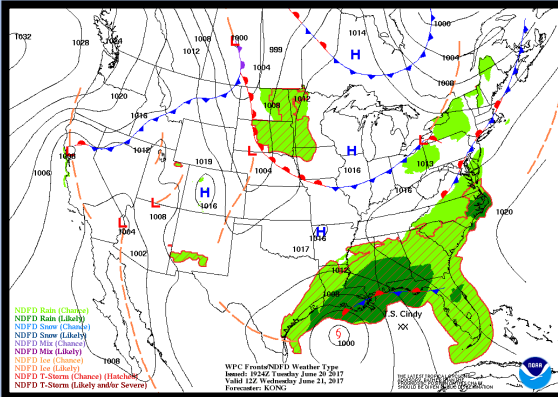 1032
1028
1024
1008
1012
1000
999
1014
H
1000
1004
L
1004
1020
1016
1008
1012
L
1008
1012
1019
L
1004
H
1016
L
1013
1016
1006
H
1016
L
1008
1020
L
1004
H
1016
1002
1017
1012
1008
T.S. Cindy
1000
1008
NDFD Rain (Chance)
NDFD Rain (Likely)
NDFD Snow (Chance)
NDFD Snow (Likely)
NDFD Mix (Chance)
NDFD Mix (Likely)
NDFD Ice (Chance)
NDFD Ice (Likely)
NDFD T-Storm (Chance) (Hatched)
NDFD T-Storm (Likely and/or Severe)
WPC Fronts/NDFD Weather Type
Issued: 1924Z Tuesday June 20 2017
Valid 12Z Wednesday June 21, 2017
Forecaster: KONG
NOAA